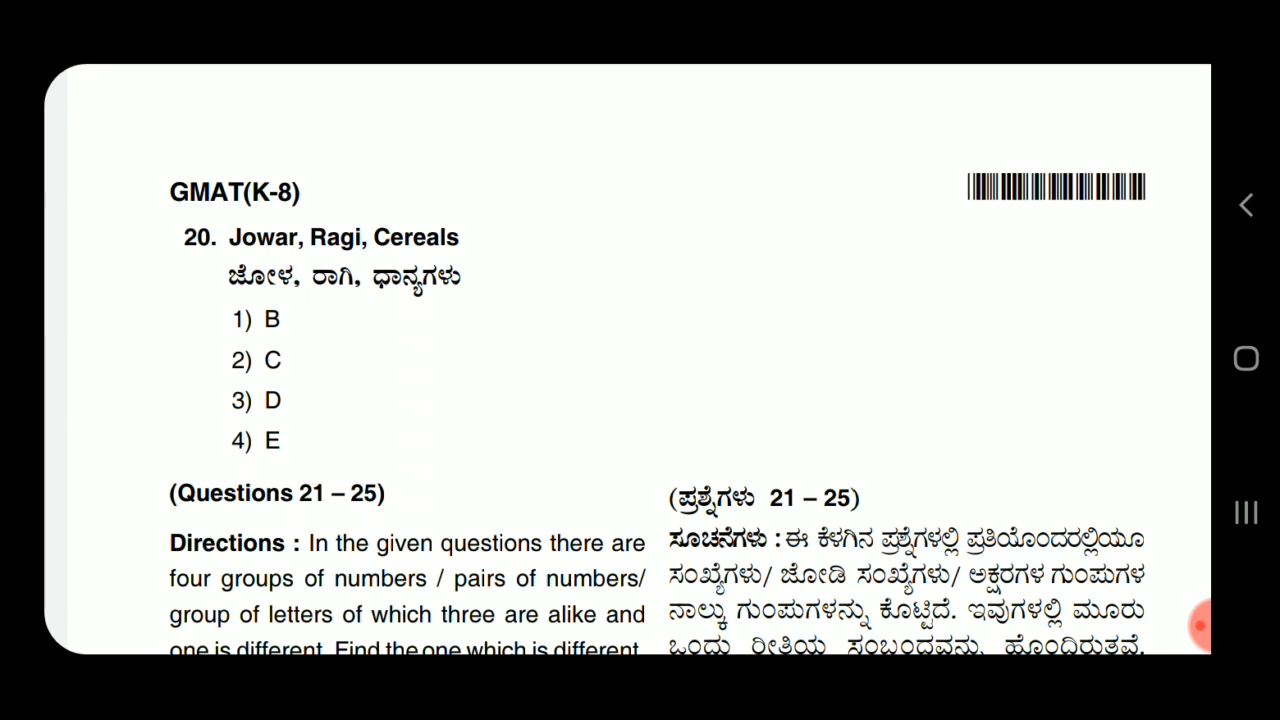 GMAT(K-8)
20. Jowar, Ragi, Cereals
ಜೋಳ, ರಾಗಿ, ಧಾನ್ಯಗಳು
1) B
2) C
3) D
4) E
(Questions 21 – 25)
Directions : In the given questions there are
four groups of numbers / pairs of numbers/
group of letters of which three are alike and
one is different. Find the one which is different.
(ಪ್ರಶ್ನೆಗಳು 21 – 25)
ಸೂಚನೆಗಳು : ಈ ಕೆಳಗಿನ ಪ್ರಶ್ನೆಗಳಲ್ಲಿ ಪ್ರತಿಯೊಂದರಲ್ಲಿಯೂ
ಸಂಖ್ಯೆಗಳು/ ಜೋಡಿ ಸಂಖ್ಯೆಗಳು/ ಅಕ್ಷರಗಳ ಗುಂಪುಗಳ
ನಾಲ್ಕು ಗುಂಪುಗಳನ್ನು ಕೊಟ್ಟಿದೆ. ಇವುಗಳಲ್ಲಿ ಮೂರು
ಒಂದು ರೀತಿಯ ಸಂಬಂಧವನ್ನು ಹೊಂದಿರುತ್ತವೆ.